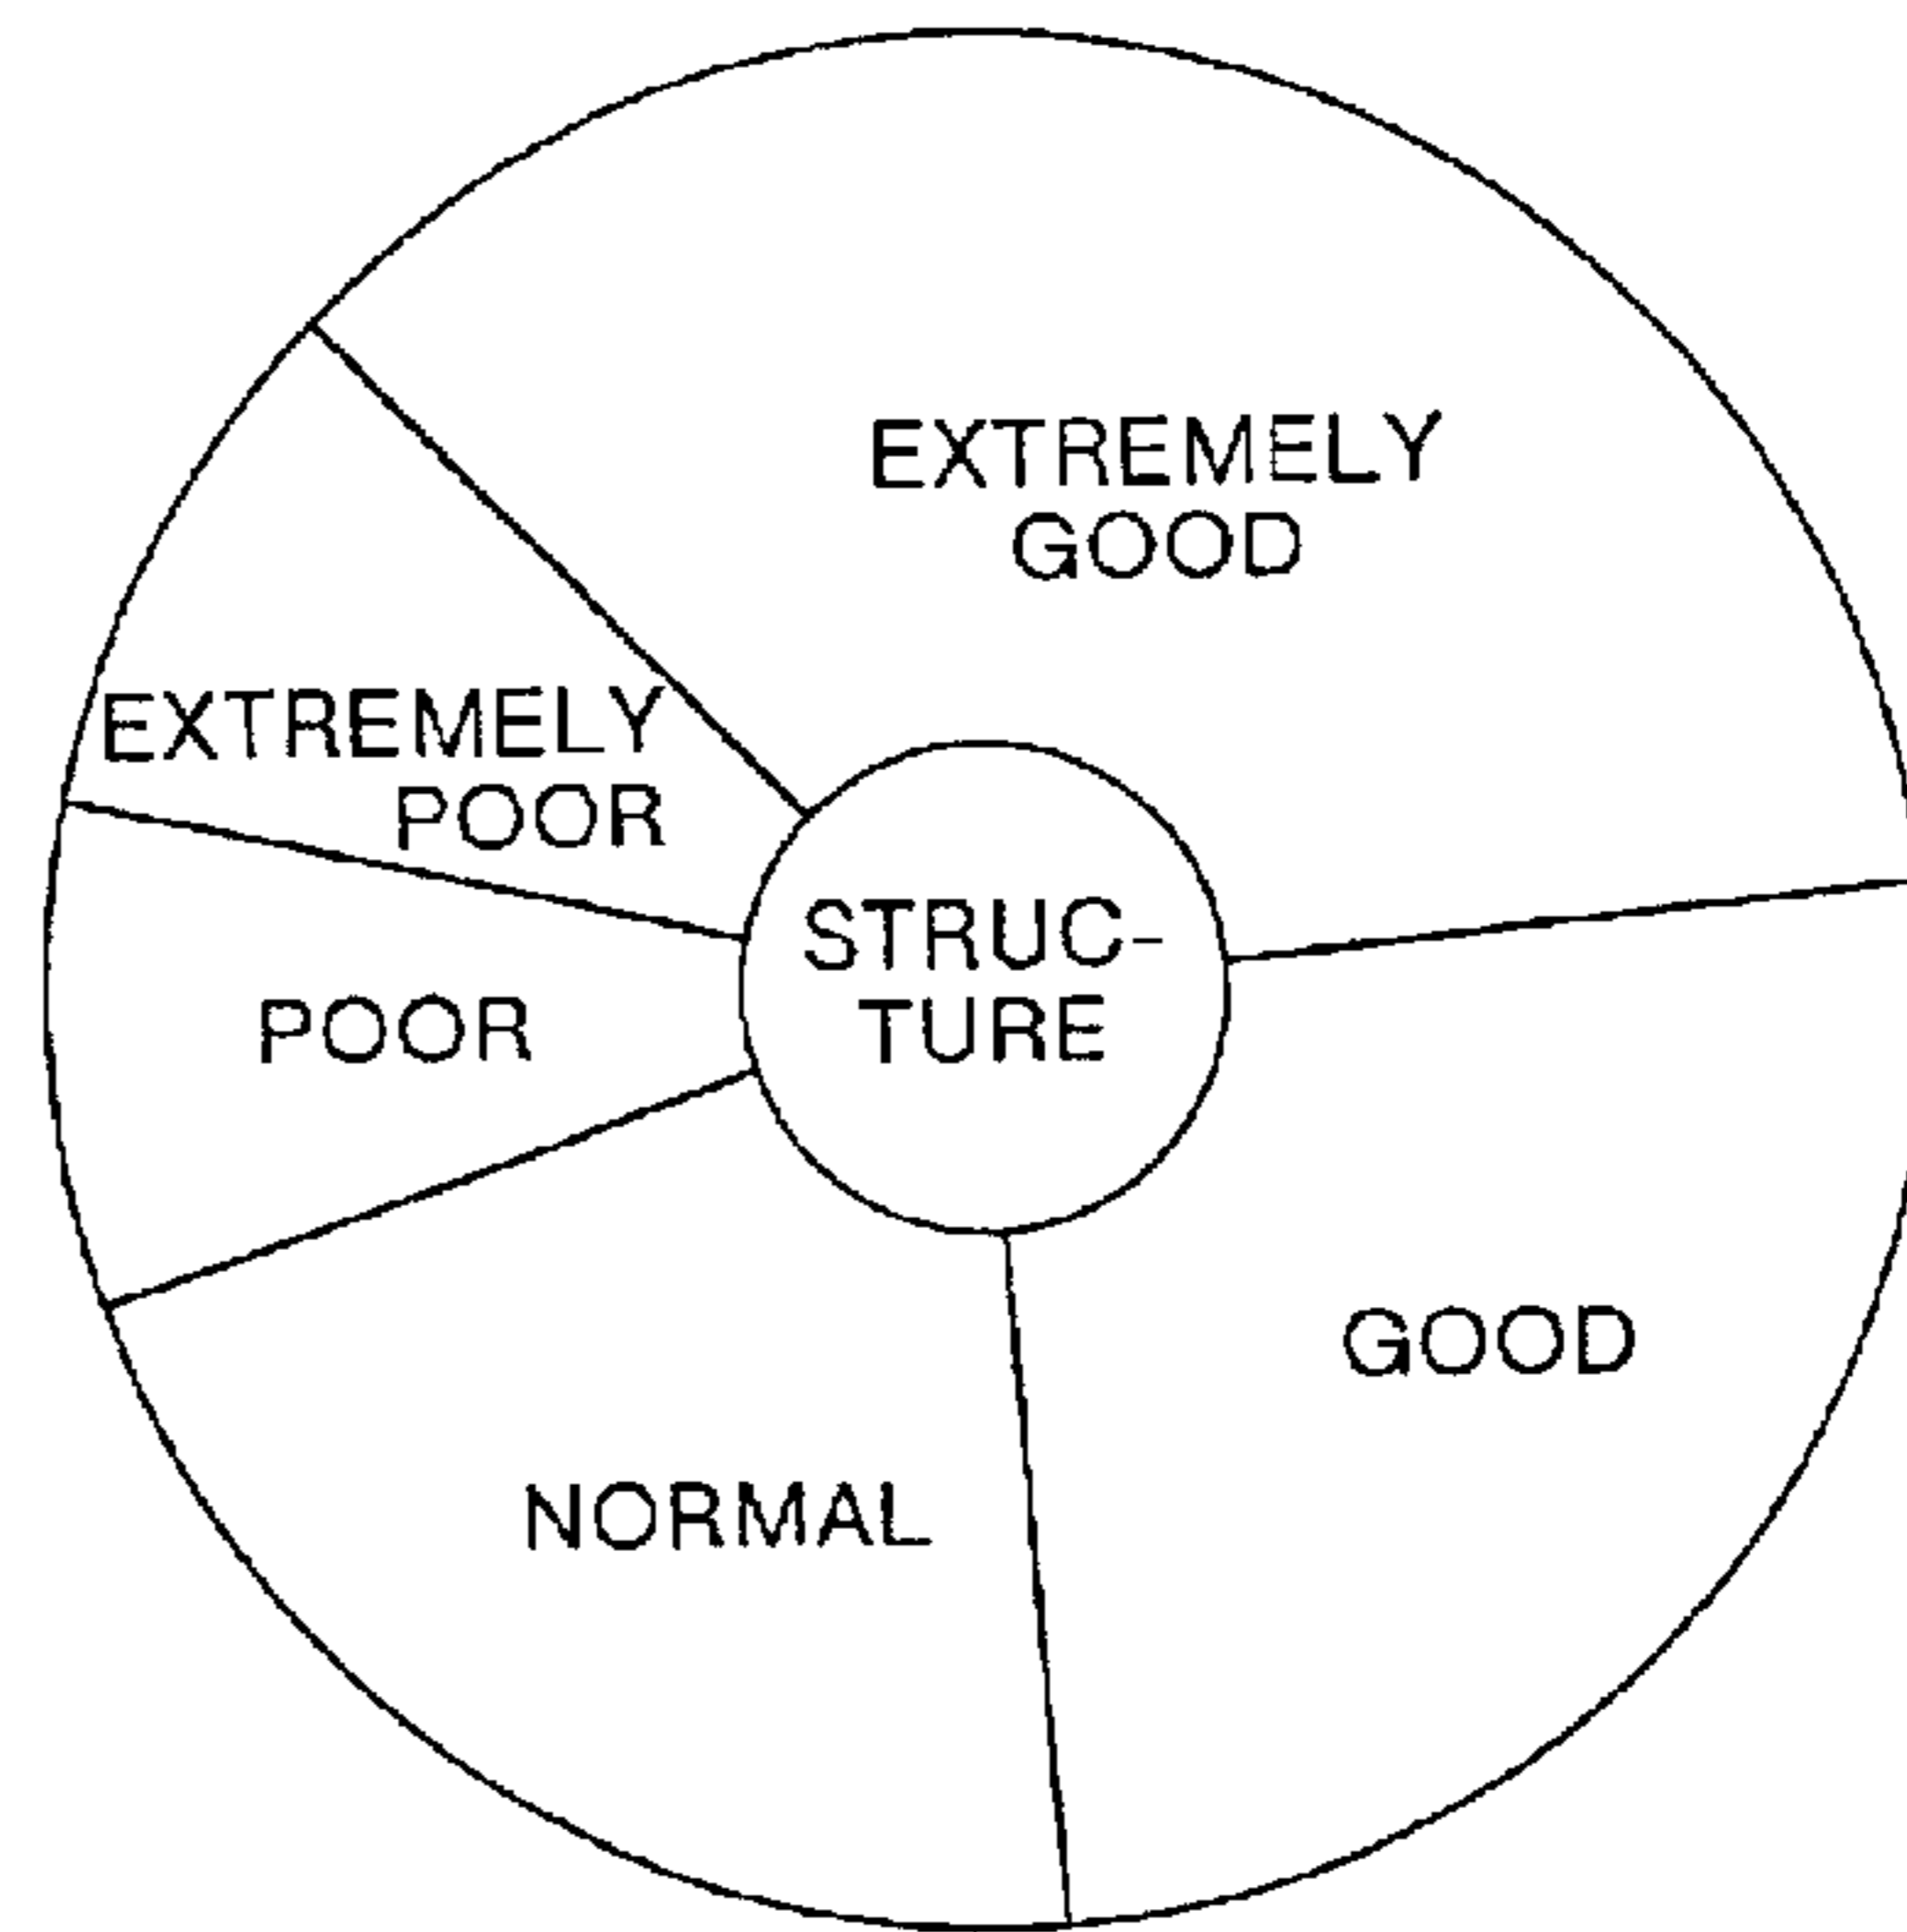 EXTREMELY
GOOD
EXTREMELY
POOR
STRUC-
TURE
POOR
GOOD
NORMAL